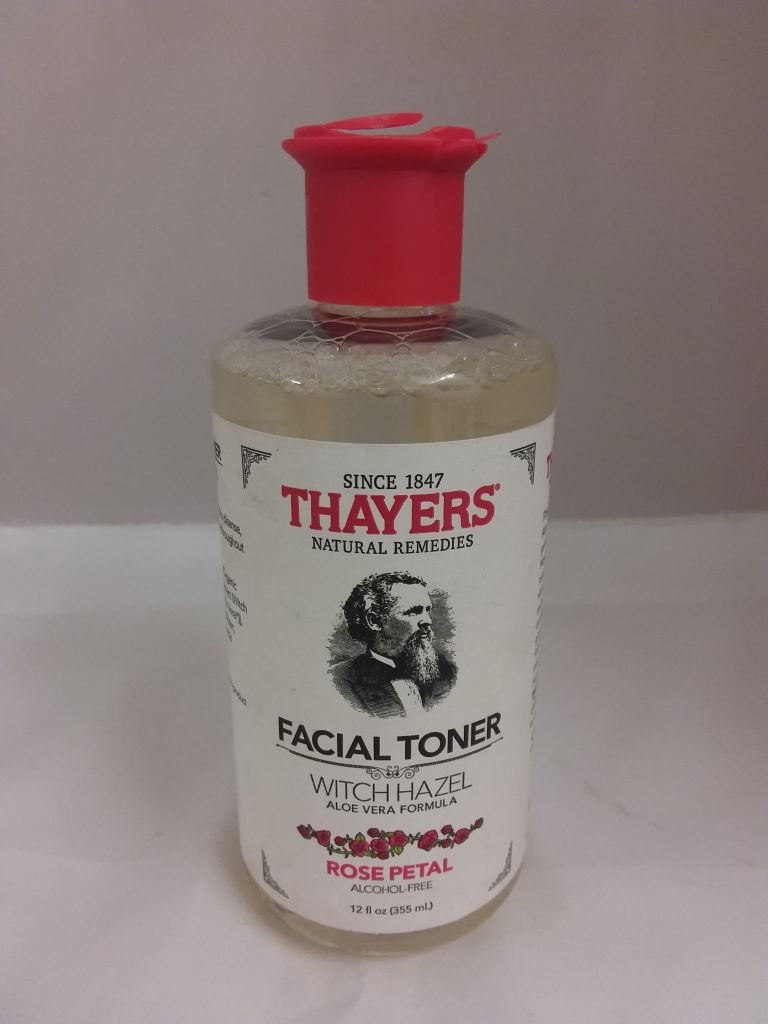 SINCE 1847
THAYERS®
NATURAL REMEDIES
FACIAL TONER
WITCH HAZEL
ALOE VERA FORMULA
ROSE PETAL
ALCOHOL-FREE
12 fl oz (355 mL)